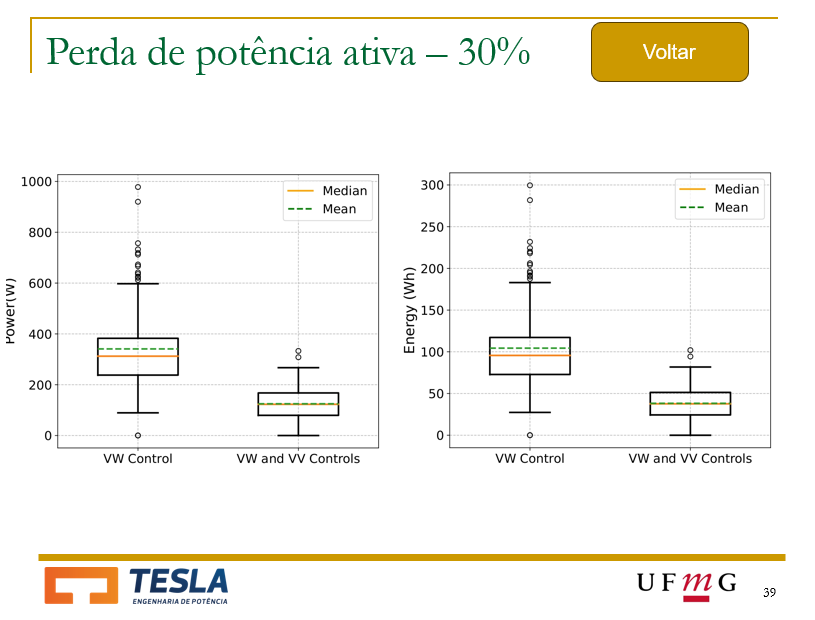 Perda de potência ativa – 30%
Voltar
1000
800
600
400
200
0
Power(W)
Median
Mean
VW Control
VW and VV Controls
300
250
200
150
100
50
0
Energy (Wh)
Median
Mean
VW Control
VW and VV Controls
TESLA
ENGENHARIA DE POTÊNCIA
UFmG
39